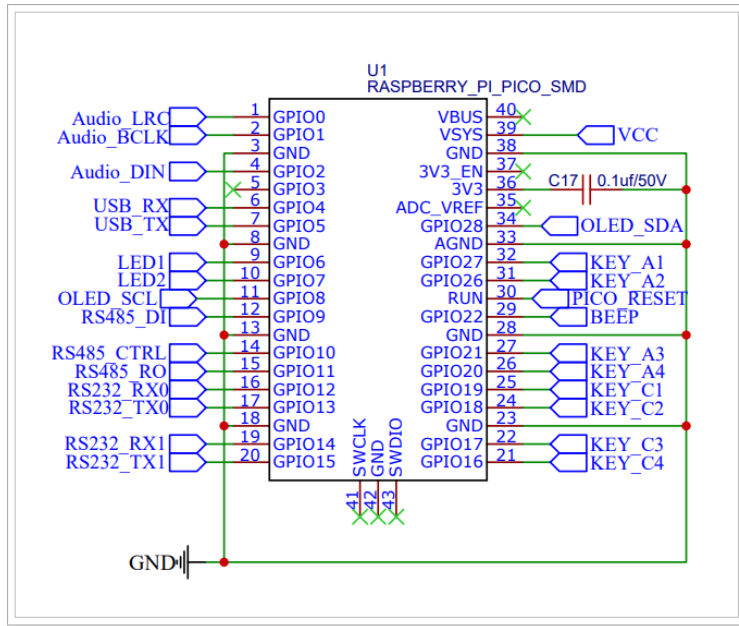 U1
RASPBERRY_PI_PICO_SMD
Audio_LRC 1 GPIO0 VBUS 40
Audio_BCLK 2 GPIO1 VSYS 39 VCC
3 GND GND 38
Audio_DIN 4 GPIO2 3V3_EN 37
5 GPIO3 3V3 36 C17 0.1uf/50V
USB_RX 6 GPIO4 ADC_VREF 35
USB_TX 7 GPIO5 GPIO28 34 OLED_SDA
8 GND AGND 33
LED1 9 GPIO6 GPIO27 32 KEY_A1
LED2 10 GPIO7 GPIO26 31 KEY_A2
OLED_SCL 11 GPIO8 RUN 30 PICO_RESET
RS485_DI 12 GPIO9 GPIO22 29 BEEP
13 GND GND 28
RS485_CTRL 14 GPIO10 GPIO21 27 KEY_A3
RS485_RO 15 GPIO11 GPIO20 26 KEY_A4
RS232_RX0 16 GPIO12 GPIO19 25 KEY_C1
RS232_TX0 17 GPIO13 GPIO18 24 KEY_C2
18 GND GND 23
RS232_RX1 19 GPIO14 GPIO17 22 KEY_C3
RS232_TX1 20 GPIO15 GPIO16 21 KEY_C4
SWCLK GND SWDIO
41 42 43
GND